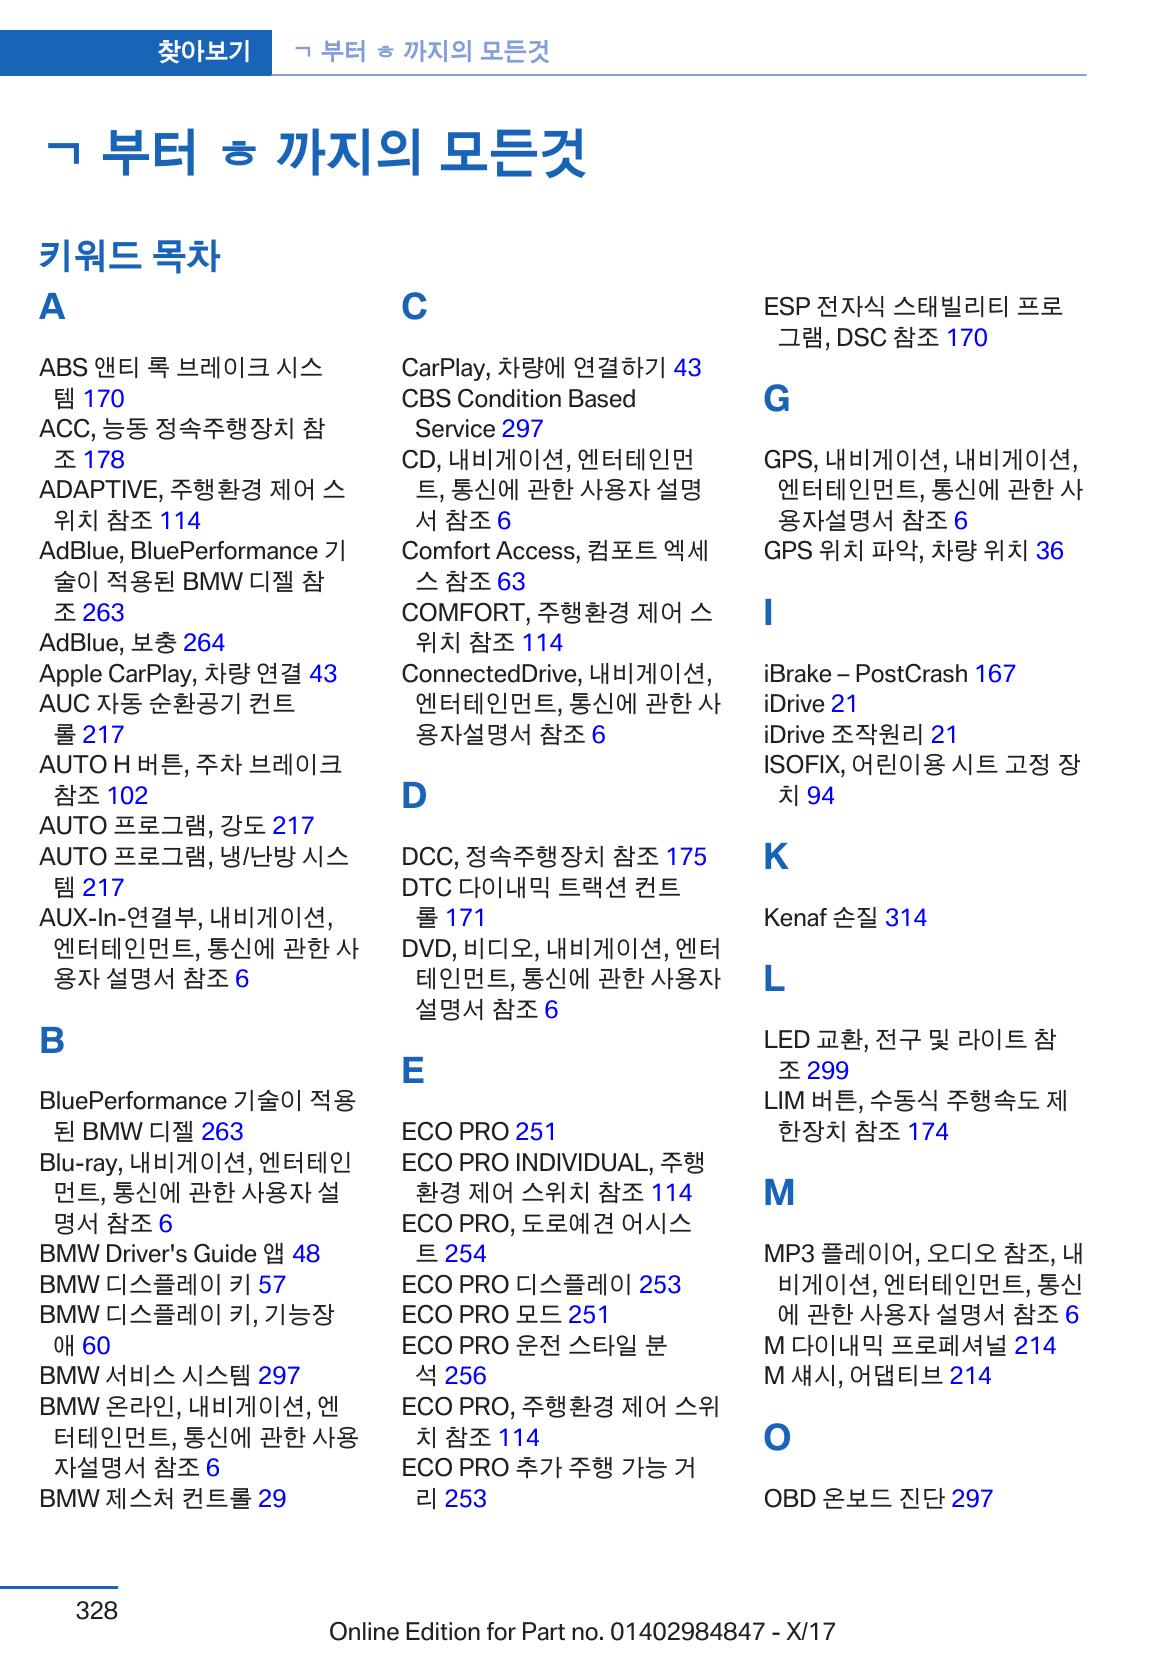 찾아보기
ㄱ 부터 ㅎ 까지의 모든것
ㄱ 부터 ㅎ 까지의 모든것
키워드 목차
A
ABS 앤티 록 브레이크 시스
템 170
ACC, 능동 정속주행장치 참
조 178
ADAPTIVE, 주행환경 제어 스
위치 참조 114
AdBlue, BluePerformance 기
술이 적용된 BMW 디젤 참
조 263
AdBlue, 보충 264
Apple CarPlay, 차량 연결 43
AUC 자동 순환공기 컨트
롤 217
AUTO H 버튼, 주차 브레이크
참조 102
AUTO 프로그램, 강도 217
AUTO 프로그램, 냉/난방 시스
템 217
AUX-In-연결부, 내비게이션,
엔터테인먼트, 통신에 관한 사
용자 설명서 참조 6
B
BluePerformance 기술이 적용
된 BMW 디젤 263
Blu-ray, 내비게이션, 엔터테인
먼트, 통신에 관한 사용자 설
명서 참조 6
BMW Driver's Guide 앱 48
BMW 디스플레이 키 57
BMW 디스플레이 키, 기능장
애 60
BMW 서비스 시스템 297
BMW 온라인, 내비게이션, 엔
터테인먼트, 통신에 관한 사용
자설명서 참조 6
BMW 제스처 컨트롤 29
C
CarPlay, 차량에 연결하기 43
CBS Condition Based
Service 297
CD, 내비게이션, 엔터테인먼
트, 통신에 관한 사용자 설명
서 참조 6
Comfort Access, 컴포트 엑세
스 참조 63
COMFORT, 주행환경 제어 스
위치 참조 114
ConnectedDrive, 내비게이션,
엔터테인먼트, 통신에 관한 사
용자설명서 참조 6
D
DCC, 정속주행장치 참조 175
DTC 다이내믹 트랙션 컨트
롤 171
DVD, 비디오, 내비게이션, 엔터
테인먼트, 통신에 관한 사용자
설명서 참조 6
E
ECO PRO 251
ECO PRO INDIVIDUAL, 주행
환경 제어 스위치 참조 114
ECO PRO, 도로예견 어시스
트 254
ECO PRO 디스플레이 253
ECO PRO 모드 251
ECO PRO 운전 스타일 분
석 256
ECO PRO, 주행환경 제어 스위
치 참조 114
ECO PRO 추가 주행 가능 거
리 253
ESP 전자식 스태빌리티 프로
그램, DSC 참조 170
G
GPS, 내비게이션, 내비게이션,
엔터테인먼트, 통신에 관한 사
용자설명서 참조 6
GPS 위치 파악, 차량 위치 36
I
iBrake – PostCrash 167
iDrive 21
iDrive 조작원리 21
ISOFIX, 어린이용 시트 고정 장
치 94
K
Kenaf 손질 314
L
LED 교환, 전구 및 라이트 참
조 299
LIM 버튼, 수동식 주행속도 제
한장치 참조 174
M
MP3 플레이어, 오디오 참조, 내
비게이션, 엔터테인먼트, 통신
에 관한 사용자 설명서 참조 6
M 다이내믹 프로페셔널 214
M 섀시, 어댑티브 214
O
OBD 온보드 진단 297
328
Online Edition for Part no. 01402984847 - X/17